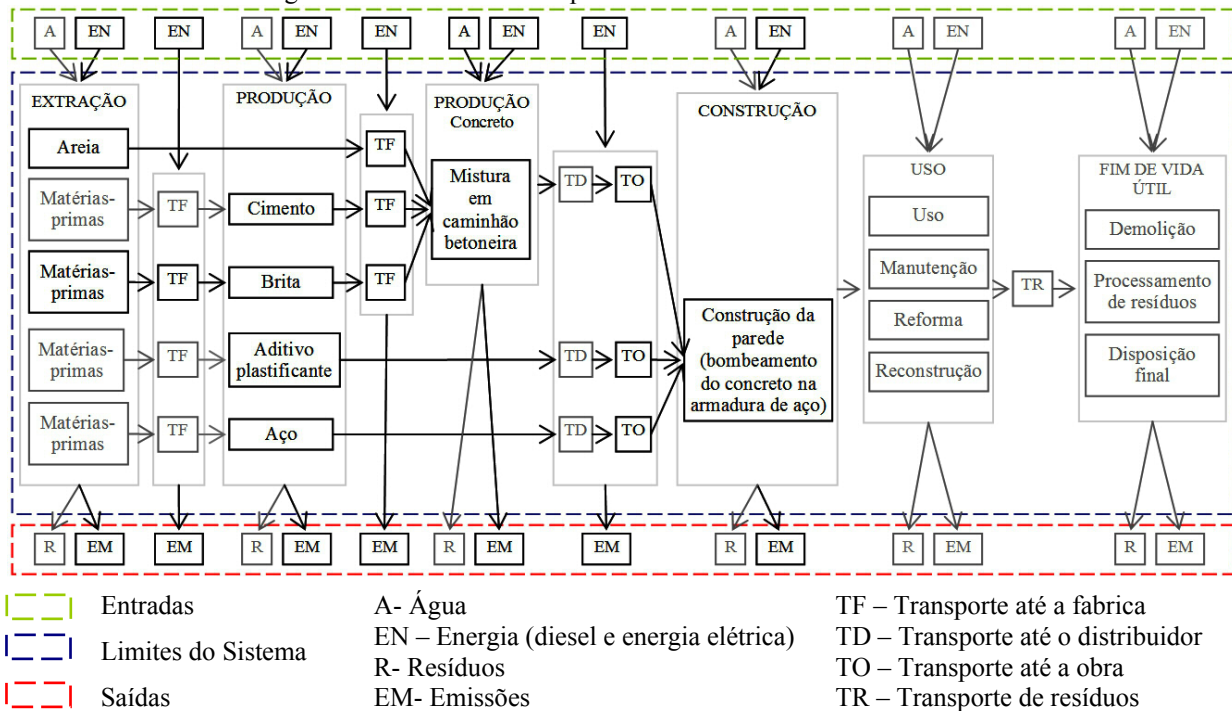 A EN EN A EN EN A EN EN A EN A EN A EN
EXTRAÇÃO
Areia
Matérias-
primas
Matérias-
primas
Matérias-
primas
Matérias-
primas
TF
TF
TF
TF
PRODUÇÃO
Cimento
Brita
Aditivo
plastificante
Aço
TF
TF
TF
PRODUÇÃO
Concreto
Mistura
em
caminhão
betoneira
TD TO
TD TO
TD TO
CONSTRUÇÃO
Construção da
parede
(bombeamento
do concreto na
armadura de aço)
USO
Uso
Manutenção
Reforma
Reconstrução
TR
FIM DE VIDA
ÚTIL
Demolição
Processamento
de resíduos
Disposição
final
R EM EM R EM EM R EM EM R EM R EM R EM
Entradas
Limites do Sistema
Saídas
A- Água
EN – Energia (diesel e energia elétrica)
R- Resíduos
EM- Emissões
TF – Transporte até a fabrica
TD – Transporte até o distribuidor
TO – Transporte até a obra
TR – Transporte de resíduos